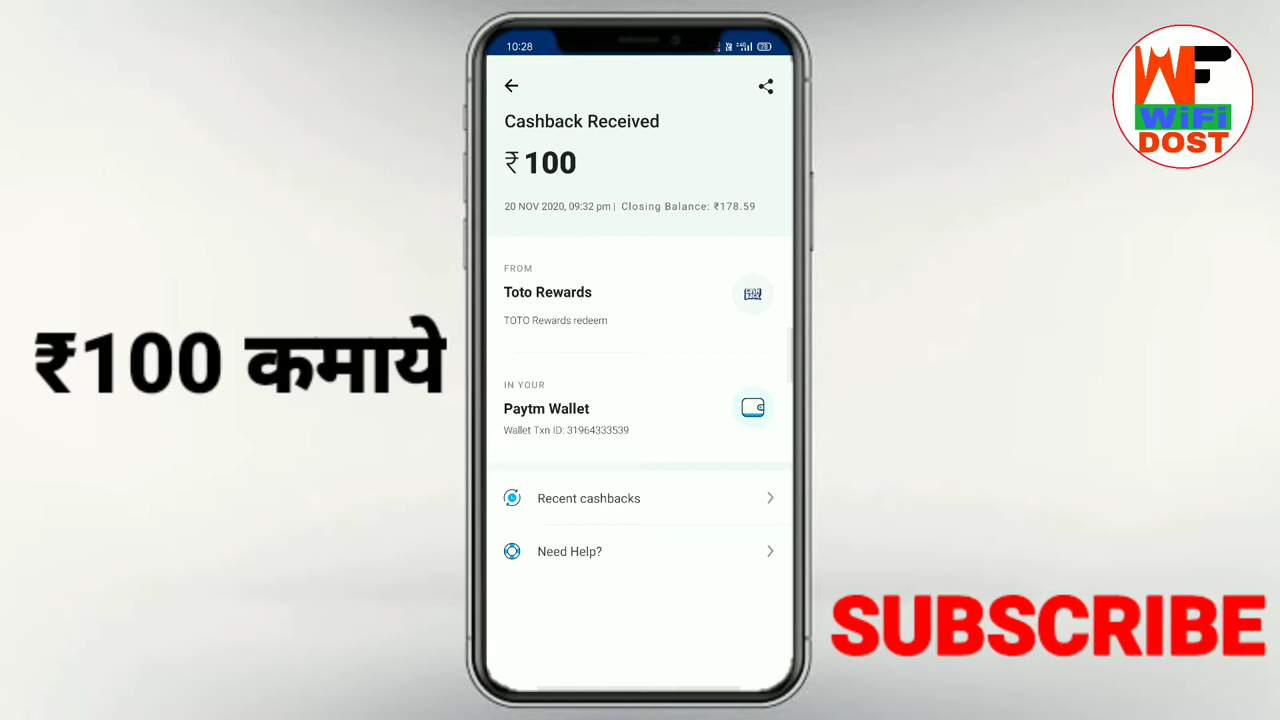 10:28
Cashback Received
₹100
20 NOV 2020, 09:32 pm | Closing Balance: ₹178.59
FROM
Toto Rewards
TOTO Rewards redeem
IN YOUR
Paytm Wallet
Wallet Txn ID: 31964333539
Recent cashbacks
Need Help?
₹100 कमाये
WF
WiFi
DOST
SUBSCRIBE